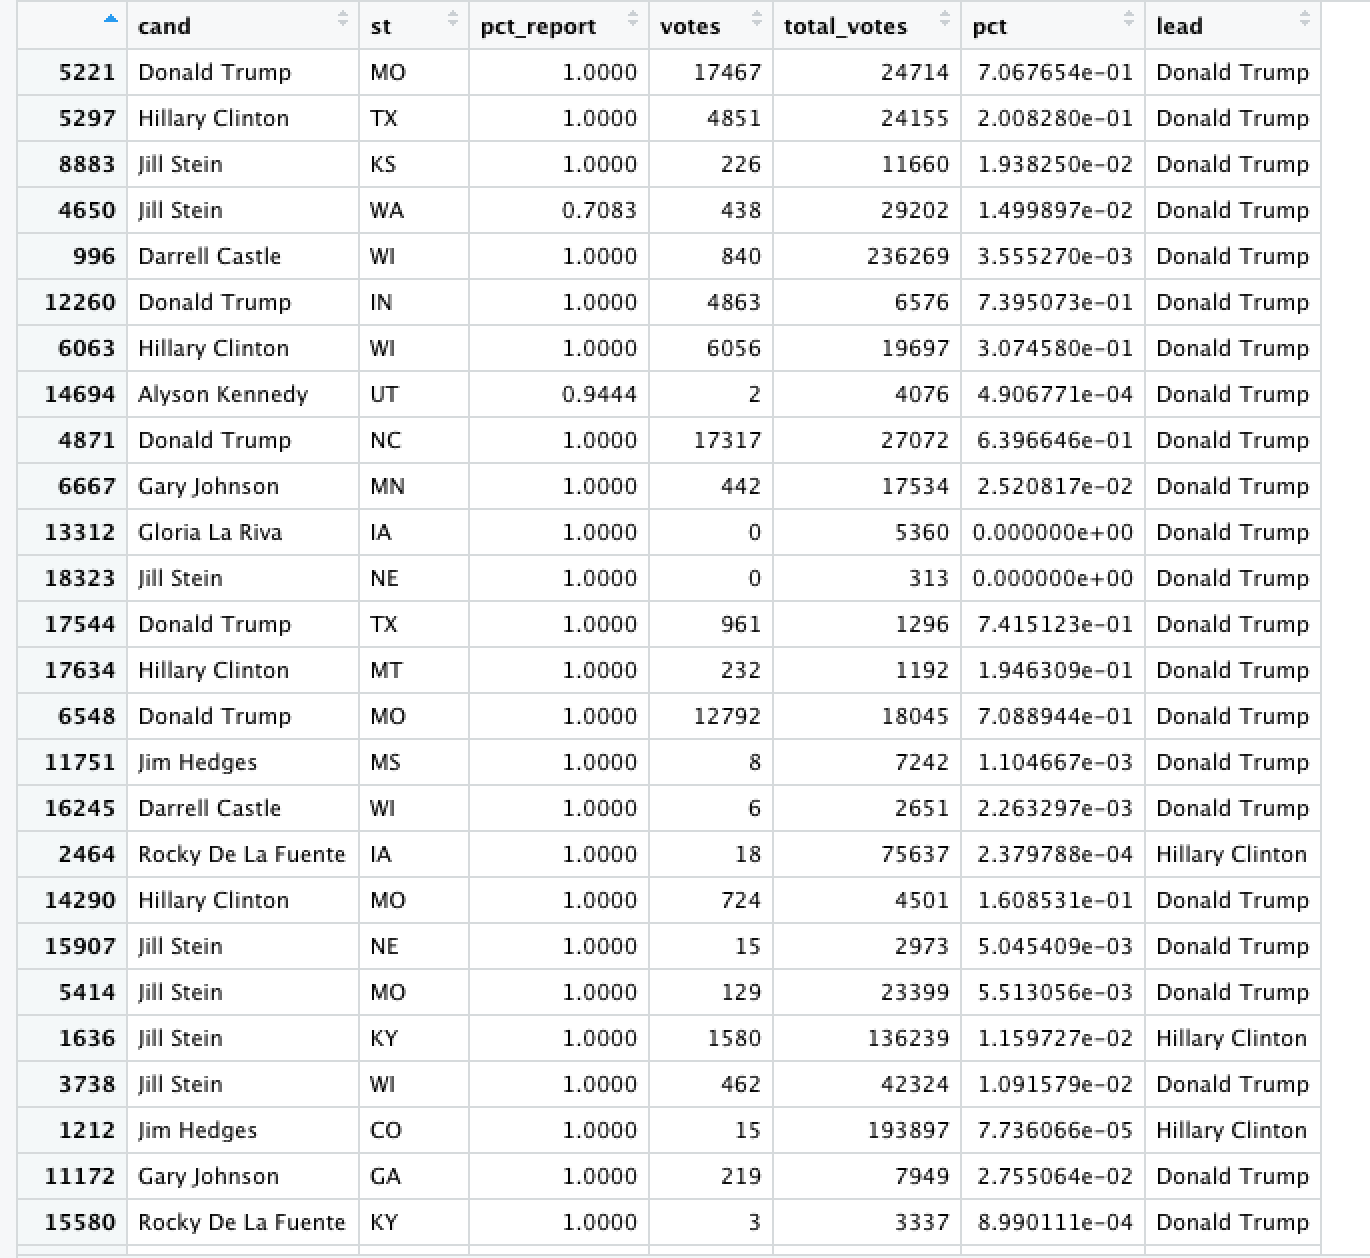 cand st pct_report votes total_votes pct lead
5221 Donald Trump MO 1.0000 17467 24714 7.067654e-01 Donald Trump
5297 Hillary Clinton TX 1.0000 4851 24155 2.008280e-01 Donald Trump
8883 Jill Stein KS 1.0000 226 11660 1.938250e-02 Donald Trump
4650 Jill Stein WA 0.7083 438 29202 1.499897e-02 Donald Trump
996 Darrell Castle WI 1.0000 840 236269 3.555270e-03 Donald Trump
12260 Donald Trump IN 1.0000 4863 6576 7.395073e-01 Donald Trump
6063 Hillary Clinton WI 1.0000 6056 19697 3.074580e-01 Donald Trump
14694 Alyson Kennedy UT 0.9444 2 4076 4.906771e-04 Donald Trump
4871 Donald Trump NC 1.0000 17317 27072 6.396646e-01 Donald Trump
6667 Gary Johnson MN 1.0000 442 17534 2.520817e-02 Donald Trump
13312 Gloria La Riva IA 1.0000 0 5360 0.000000e+00 Donald Trump
18323 Jill Stein NE 1.0000 0 313 0.000000e+00 Donald Trump
17544 Donald Trump TX 1.0000 961 1296 7.415123e-01 Donald Trump
17634 Hillary Clinton MT 1.0000 232 1192 1.946309e-01 Donald Trump
6548 Donald Trump MO 1.0000 12792 18045 7.088944e-01 Donald Trump
11751 Jim Hedges MS 1.0000 8 7242 1.104667e-03 Donald Trump
16245 Darrell Castle WI 1.0000 6 2651 2.263297e-03 Donald Trump
2464 Rocky De La Fuente IA 1.0000 18 75637 2.379788e-04 Hillary Clinton
14290 Hillary Clinton MO 1.0000 724 4501 1.608531e-01 Donald Trump
15907 Jill Stein NE 1.0000 15 2973 5.045409e-03 Donald Trump
5414 Jill Stein MO 1.0000 129 23399 5.513056e-03 Donald Trump
1636 Jill Stein KY 1.0000 1580 136239 1.159727e-02 Hillary Clinton
3738 Jill Stein WI 1.0000 462 42324 1.091579e-02 Donald Trump
1212 Jim Hedges CO 1.0000 15 193897 7.736066e-05 Hillary Clinton
11172 Gary Johnson GA 1.0000 219 7949 2.755064e-02 Donald Trump
15580 Rocky De La Fuente KY 1.0000 3 3337 8.990111e-04 Donald Trump